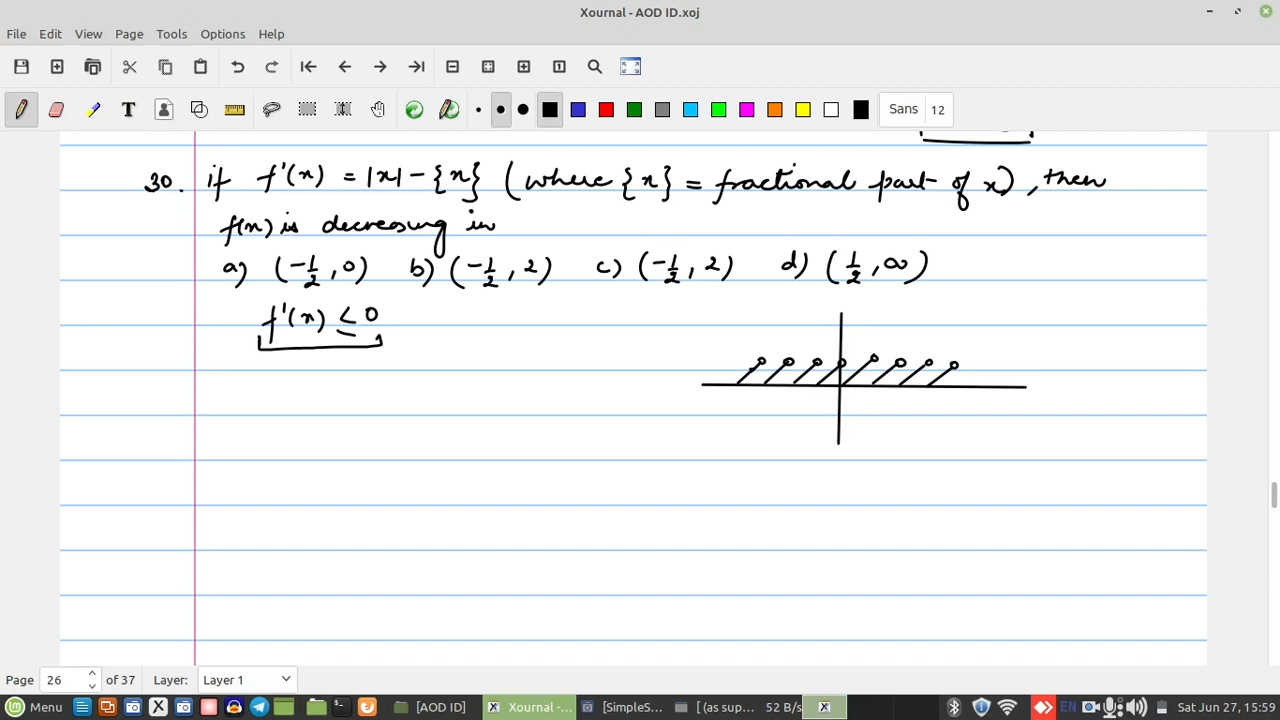 Xournal - AOD ID.xoj
File Edit View Page Tools Options Help
Sans 12
30. if f'(x) = |x| - {x} (where {x} = fractional part of x), then
f(x) is decreasing in
a) (-1/2, 0) b) (-1/2, 2) c) (-1/2, 2) d) (1/2, ∞)
f'(x) ≤ 0
Page 26 of 37 Layer: Layer 1
Menu [AOD ID] Xournal -... [SimpleS... [ (as sup... 52 B/s EN Sat Jun 27, 15:59